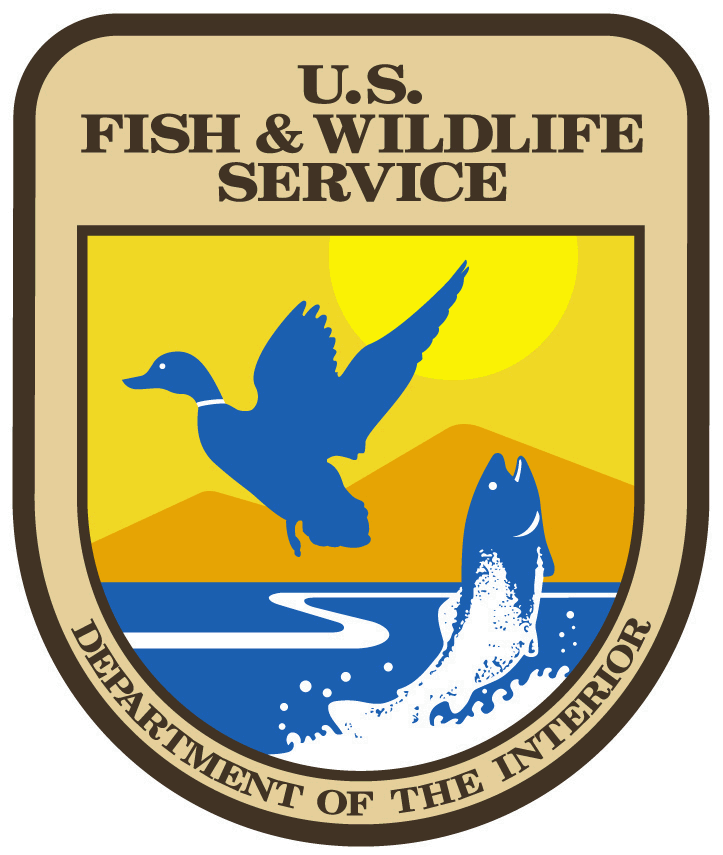 U.S.
FISH & WILDLIFE
SERVICE
DEPARTMENT OF THE INTERIOR